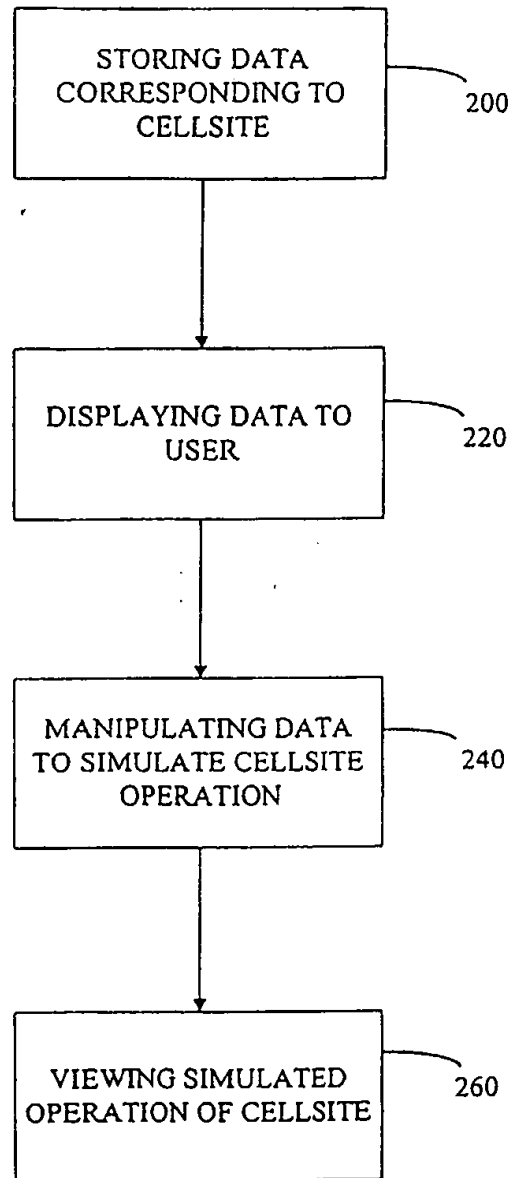 STORING DATA
CORRESPONDING TO
CELLSITE
200
DISPLAYING DATA TO
USER
220
MANIPULATING DATA
TO SIMULATE CELLSITE
OPERATION
240
VIEWING SIMULATED
OPERATION OF CELLSITE
260